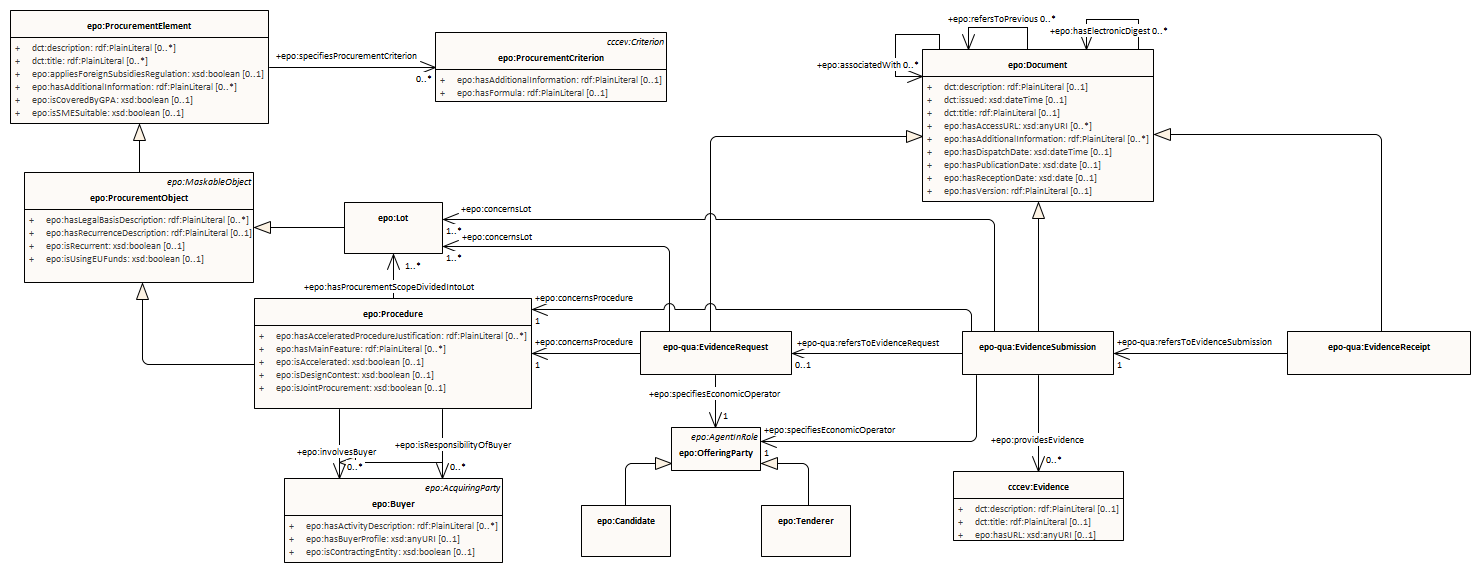 epo:ProcurementElement
+ dct:description: rdf:PlainLiteral [0..*]
+ dct:title: rdf:PlainLiteral [0..*]
+ epo:appliesForeignSubsidiesRegulation: xsd:boolean [0..1]
+ epo:hasAdditionalInformation: rdf:PlainLiteral [0..*]
+ epo:isCoveredByGPA: xsd:boolean [0..1]
+ epo:isSMESuitable: xsd:boolean [0..1]
+epo:specifiesProcurementCriterion
0..*
cccev:Criterion
epo:ProcurementCriterion
+ epo:hasAdditionalInformation: rdf:PlainLiteral [0..1]
+ epo:hasFormula: rdf:PlainLiteral [0..1]
+epo:refersToPrevious 0..*
+epo:hasElectronicDigest 0..*
+epo:associatedWith 0..*
epo:Document
+ dct:description: rdf:PlainLiteral [0..1]
+ dct:issued: xsd:dateTime [0..1]
+ dct:title: rdf:PlainLiteral [0..1]
+ epo:hasAccessURL: xsd:anyURI [0..*]
+ epo:hasAdditionalInformation: rdf:PlainLiteral [0..*]
+ epo:hasDispatchDate: xsd:dateTime [0..1]
+ epo:hasPublicationDate: xsd:date [0..1]
+ epo:hasReceptionDate: xsd:date [0..1]
+ epo:hasVersion: rdf:PlainLiteral [0..1]
epo:MaskableObject
epo:ProcurementObject
+ epo:hasLegalBasisDescription: rdf:PlainLiteral [0..*]
+ epo:hasRecurrenceDescription: rdf:PlainLiteral [0..1]
+ epo:isRecurrent: xsd:boolean [0..1]
+ epo:isUsingEUFunds: xsd:boolean [0..1]
epo:Lot
+epo:concernsLot
1..*
+epo:concernsLot
1..*
1..*
+epo:hasProcurementScopeDividedIntoLot
epo:Procedure
+ epo:hasAcceleratedProcedureJustification: rdf:PlainLiteral [0..*]
+ epo:hasMainFeature: rdf:PlainLiteral [0..*]
+ epo:isAccelerated: xsd:boolean [0..1]
+ epo:isDesignContest: xsd:boolean [0..1]
+ epo:isJointProcurement: xsd:boolean [0..1]
+epo:concernsProcedure
1
+epo:concernsProcedure
1
epo-qua:EvidenceRequest
+epo-qua:refersToEvidenceRequest
0..1
epo-qua:EvidenceSubmission
+epo-qua:refersToEvidenceSubmission
1
epo-qua:EvidenceReceipt
+epo:specifiesEconomicOperator
1
epo:AgentInRole
epo:OfferingParty
+epo:specifiesEconomicOperator
1
+epo:providesEvidence
0..*
+epo:involvesBuyer
0..*
+epo:isResponsibilityOfBuyer
0..*
epo:AcquiringParty
epo:Buyer
+ epo:hasActivityDescription: rdf:PlainLiteral [0..*]
+ epo:hasBuyerProfile: xsd:anyURI [0..1]
+ epo:isContractingEntity: xsd:boolean [0..1]
epo:Candidate
epo:Tenderer
cccev:Evidence
+ dct:description: rdf:PlainLiteral [0..1]
+ dct:title: rdf:PlainLiteral [0..1]
+ epo:hasURL: xsd:anyURI [0..1]